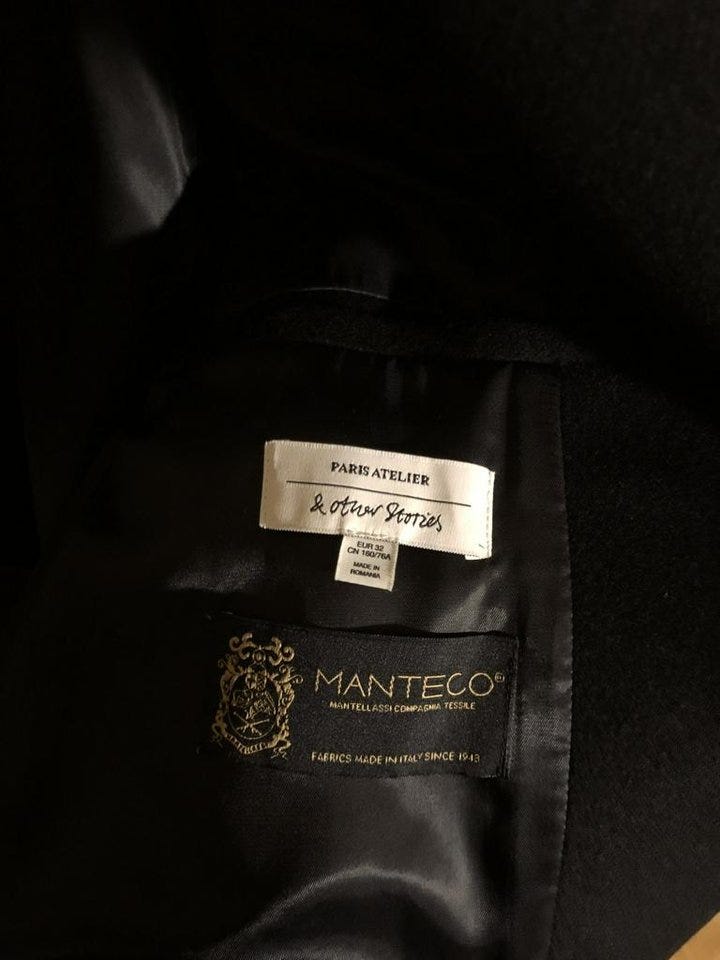 PARIS ATELIER
& other Stories
EUR 32
CN 160/76A
MADE IN
ROMANIA
MANTECO®
MANTELLASSI COMPAGNIA TESSILE
FABRICS MADE IN ITALY SINCE 1943